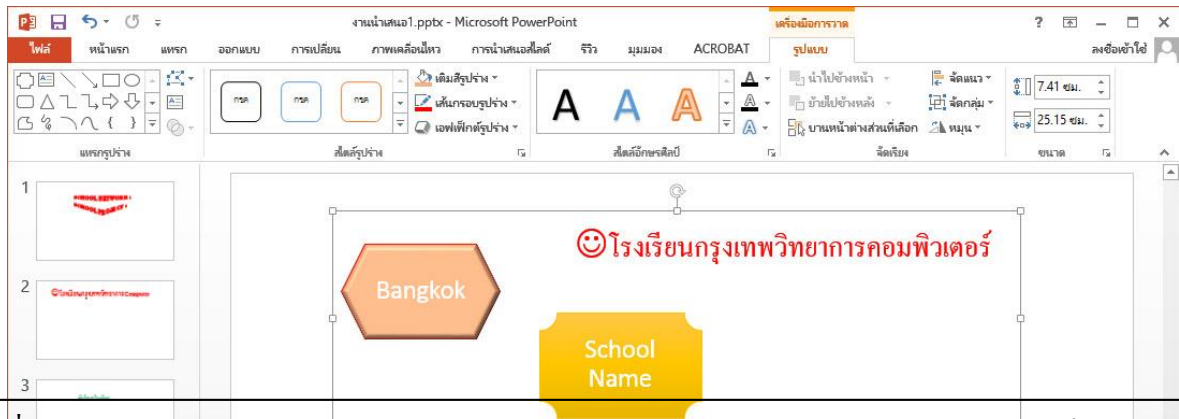 งานนำเสนอ1.pptx - Microsoft PowerPoint
เครื่องมือการวาด
?
ไฟล์ หน้าแรก แทรก ออกแบบ การเปลี่ยน ภาพเคลื่อนไหว การนำเสนอสไลด์ รีวิว มุมมอง ACROBAT รูปแบบ ลงชื่อเข้าใช้
กขค กขค กขค
เติมสีรูปร่าง
เส้นกรอบรูปร่าง
เอฟเฟ็กต์รูปร่าง
A A A
นำไปข้างหน้า
ย้ายไปข้างหลัง
บานหน้าต่างส่วนที่เลือก
จัดแนว
จัดกลุ่ม
หมุน
7.41 ซม.
25.15 ซม.
แทรกรูปร่าง สไตล์รูปร่าง สไตล์อักษรศิลป์ จัดเรียง ขนาด
1
2
3
โรงเรียนกรุงเทพวิทยาการคอมพิวเตอร์
Bangkok
School
Name